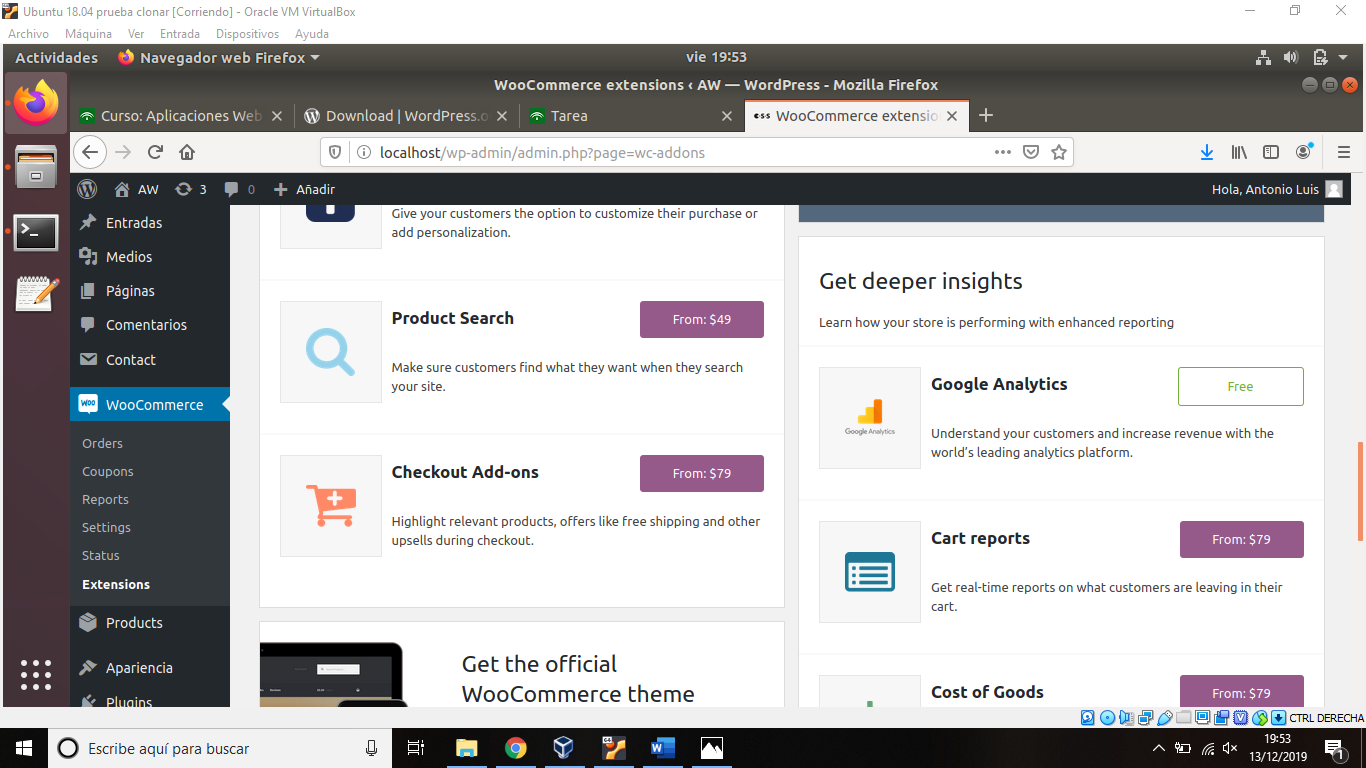 Ubuntu 18.04 prueba clonar [Corriendo] - Oracle VM VirtualBox
Archivo Máquina Ver Entrada Dispositivos Ayuda
Actividades Navegador web Firefox vie 19:53
WooCommerce extensions ‹ AW — WordPress - Mozilla Firefox
Curso: Aplicaciones Web
Download | WordPress.o
Tarea
WooCommerce extensio
localhost/wp-admin/admin.php?page=wc-addons
AW 3 0 Añadir Hola, Antonio Luis
Entradas
Medios
Páginas
Comentarios
Contact
WooCommerce
Orders
Coupons
Reports
Settings
Status
Extensions
Products
Apariencia
Plugins
Give your customers the option to customize their purchase or
add personalization.
Product Search
From: $49
Make sure customers find what they want when they search
your site.
Checkout Add-ons
From: $79
Highlight relevant products, offers like free shipping and other
upsells during checkout.
Get the official
WooCommerce theme
Get deeper insights
Learn how your store is performing with enhanced reporting
Google Analytics
Google Analytics
Free
Understand your customers and increase revenue with the
world's leading analytics platform.
Cart reports
From: $79
Get real-time reports on what customers are leaving in their
cart.
Cost of Goods
From: $79
CTRL DERECHA
Escribe aquí para buscar
19:53
13/12/2019
1